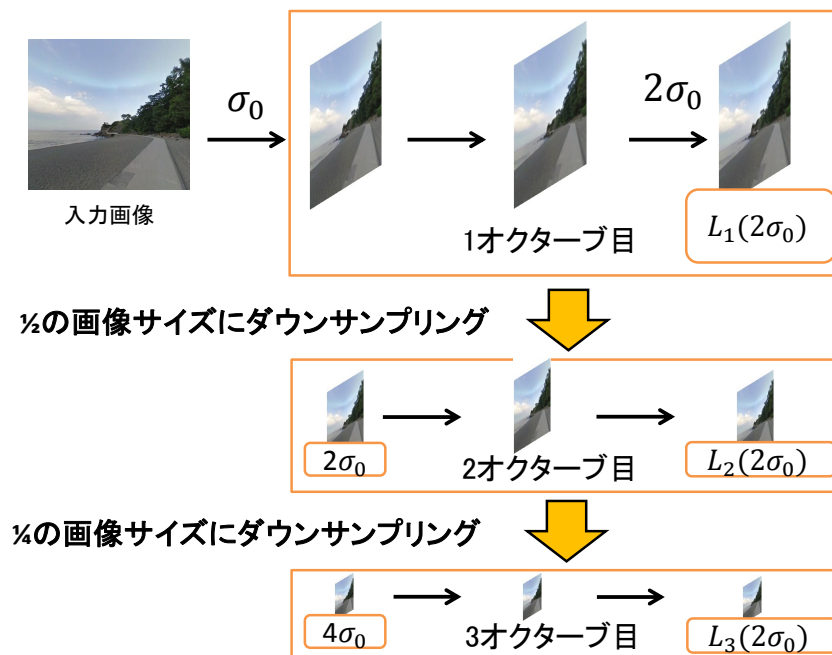 σ₀
2σ₀
入力画像
1オクターブ目
L₁(2σ₀)
½の画像サイズにダウンサンプリング
2σ₀
2オクターブ目
L₂(2σ₀)
¼の画像サイズにダウンサンプリング
4σ₀
3オクターブ目
L₃(2σ₀)